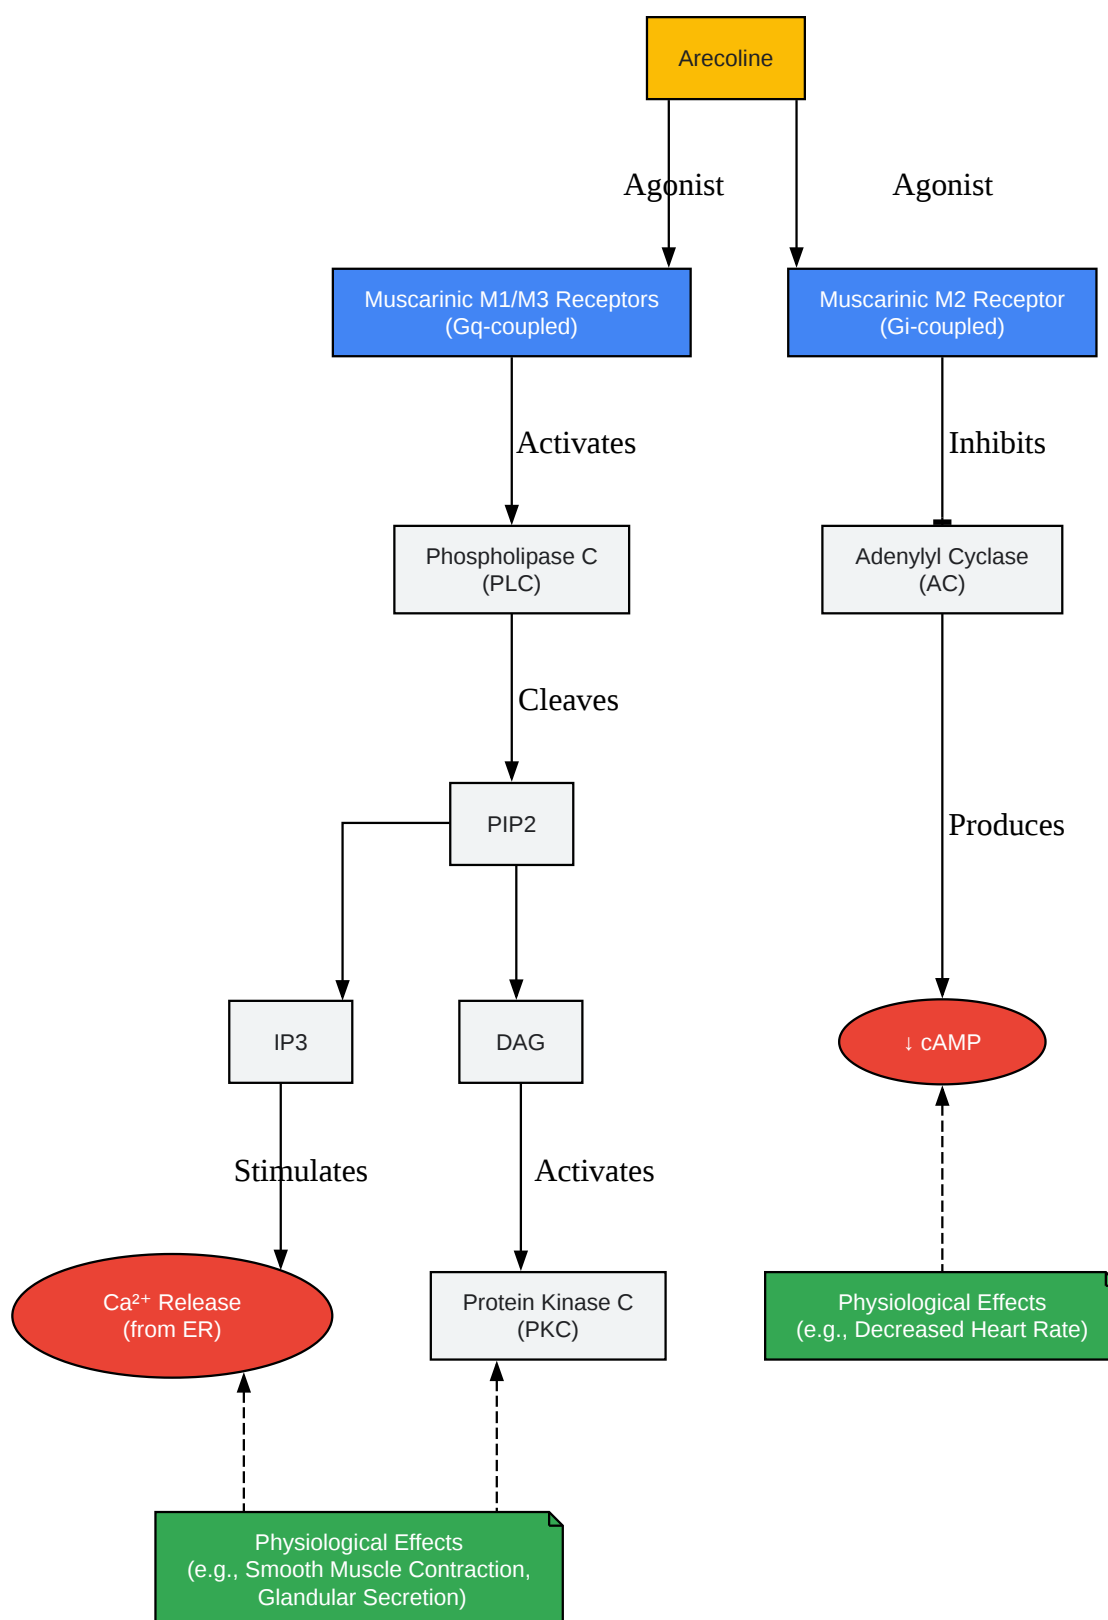 Arecoline
Agonist
Agonist
Muscarinic M1/M3 Receptors
(Gq-coupled)
Muscarinic M2 Receptor
(Gi-coupled)
Activates
Inhibits
Phospholipase C
(PLC)
Adenylyl Cyclase
(AC)
Cleaves
PIP2
Produces
IP3
DAG
↓ cAMP
Stimulates
Activates
Ca²⁺ Release
(from ER)
Protein Kinase C
(PKC)
Physiological Effects
(e.g., Decreased Heart Rate)
Physiological Effects
(e.g., Smooth Muscle Contraction,
Glandular Secretion)